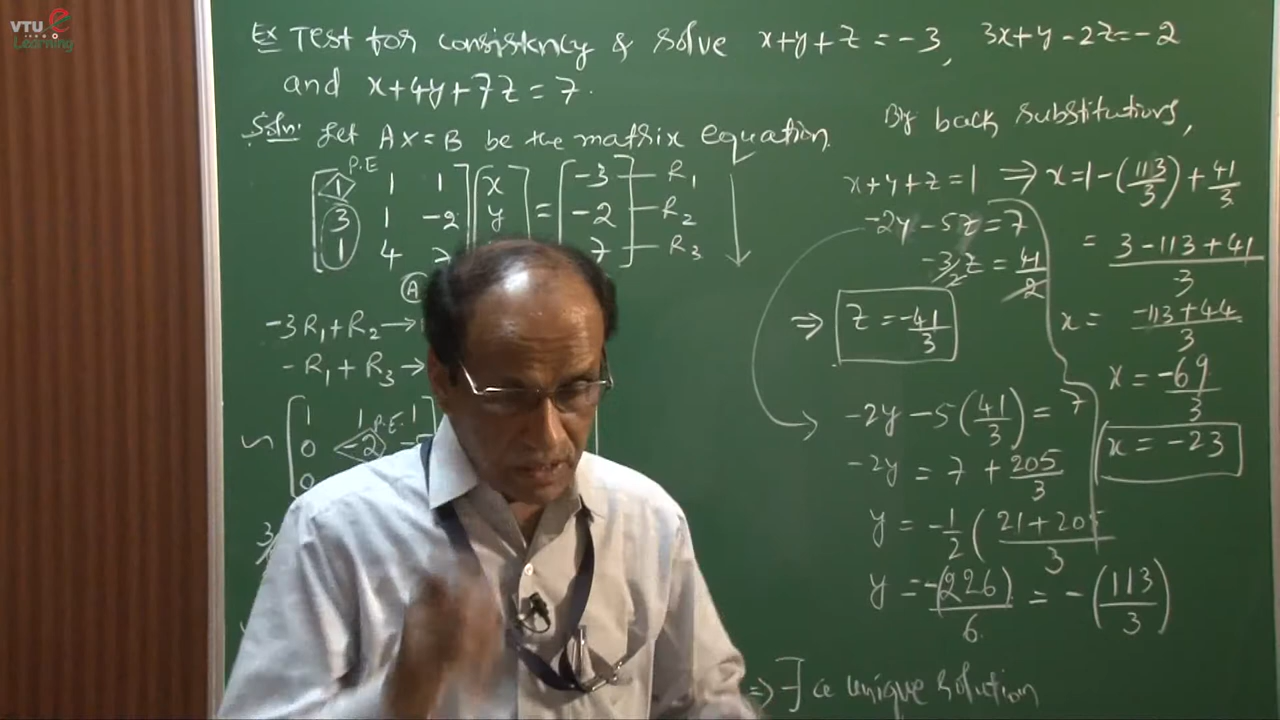 VTU e
Learning
Ex Test for consistency & solve x+y+z = -3, 3x+y-2z=-2
and x+4y+7z=7.
Soln: Let AX=B be the matrix equation
P.E
[ 1 1 1 ] [ x ] = [ -3 ] — R1
[ 3 1 -2 ] [ y ] = [ -2 ] — R2
[ 1 4 7 ] [ 7 ] — R3
A
-3R1+R2 →
-R1+R3 →
~ [ 1 1 1
P.E.
0 -2 -5
0
3/
By back substitutions,
x+y+z=1 ⇒ x=1-(113/3)+41/3
-2y-5z=7
-3/2 z = 41/2
⇒ z = -41/3
-2y-5(41/3) = 7
-2y = 7 + 205/3
y = -1/2 ( 21+205 / 3
y = -(226)/6 = -(113/3)
= 3-113+41 / 3
x = -113+44 / 3
x = -69/3
x = -23
⇒ ∃ a unique solution